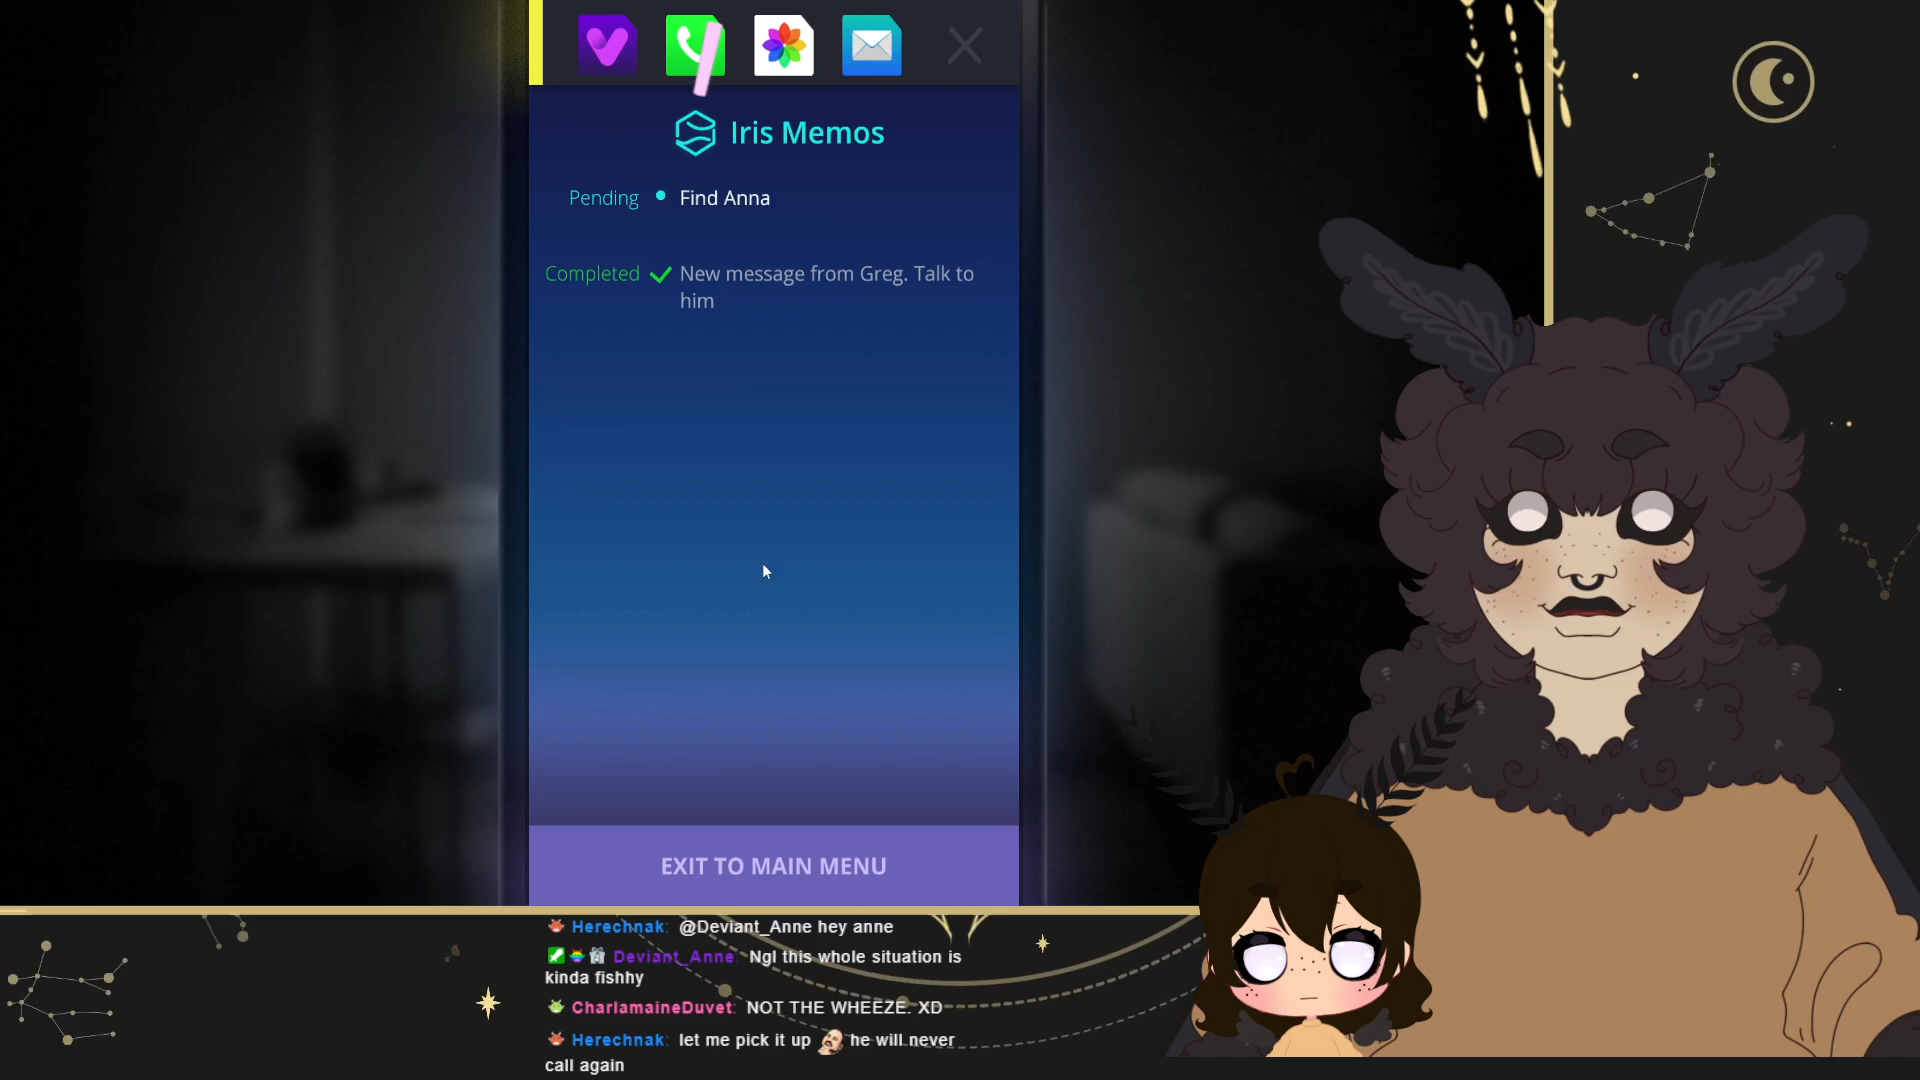 Iris Memos
Pending • Find Anna
Completed ✓ New message from Greg. Talk to
him
EXIT TO MAIN MENU
Herechnak: @Deviant_Anne hey anne
Deviant_Anne: Ngl this whole situation is
kinda fishhy
CharlamaineDuvet: NOT THE WHEEZE. XD
Herechnak: let me pick it up he will never
call again